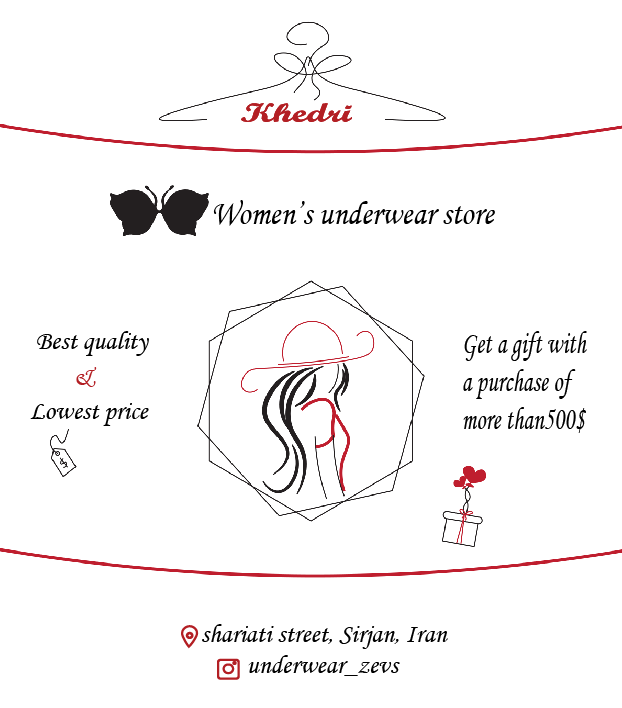 Khedri
Women's underwear store
Best quality
&
Lowest price
Get a gift with
a purchase of
more than500$
shariati street, Sirjan, Iran
underwear_zevs